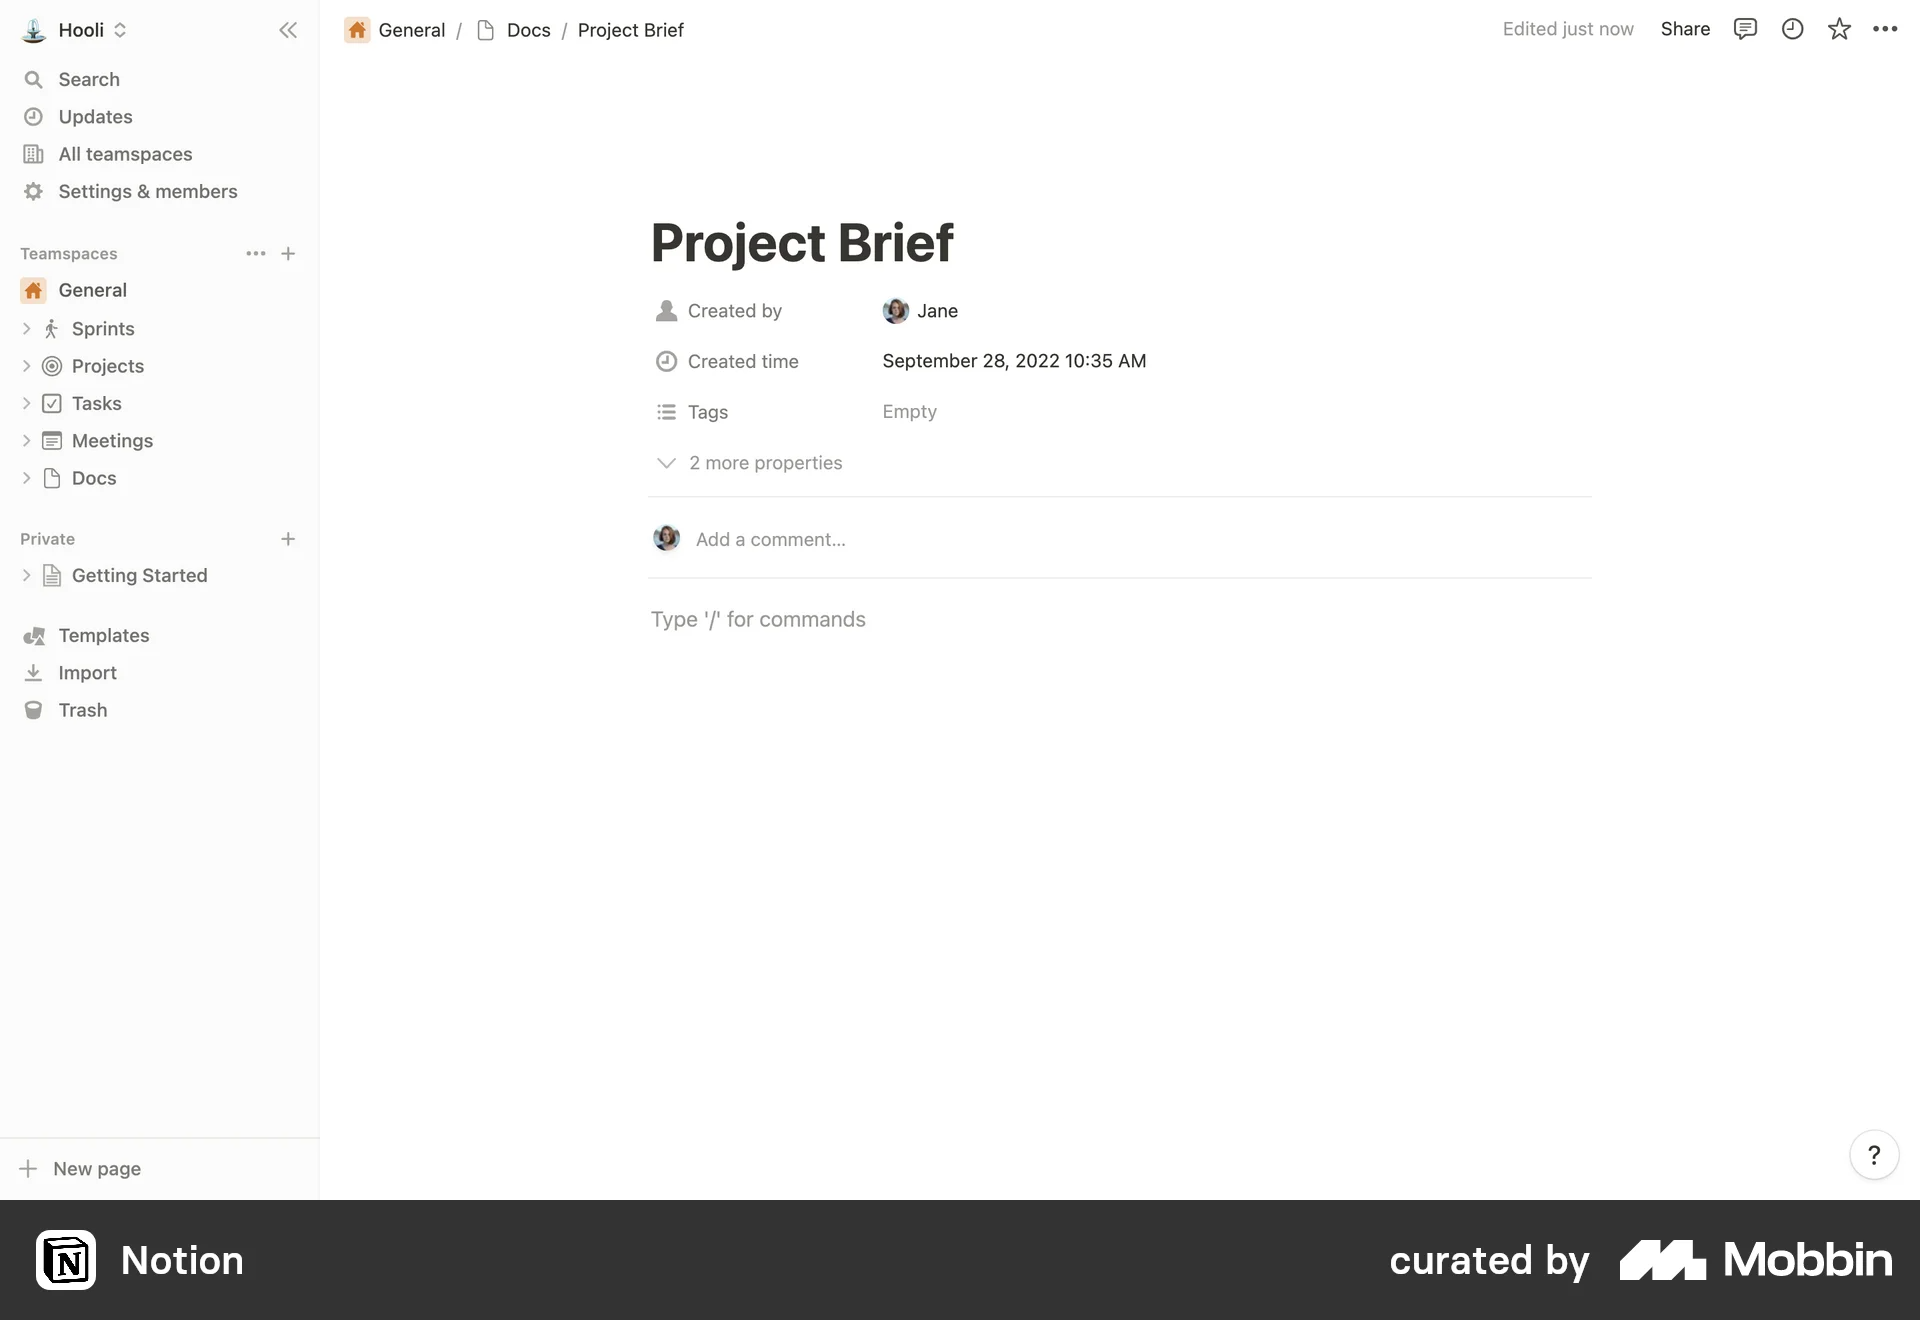 Hooli
Search
Updates
All teamspaces
Settings & members
Teamspaces
General
Sprints
Projects
Tasks
Meetings
Docs
Private
Getting Started
Templates
Import
Trash
New page
General / Docs / Project Brief
Edited just now Share
Project Brief
Created by Jane
Created time September 28, 2022 10:35 AM
Tags Empty
2 more properties
Add a comment...
Type '/' for commands
?
N Notion
curated by Mobbin